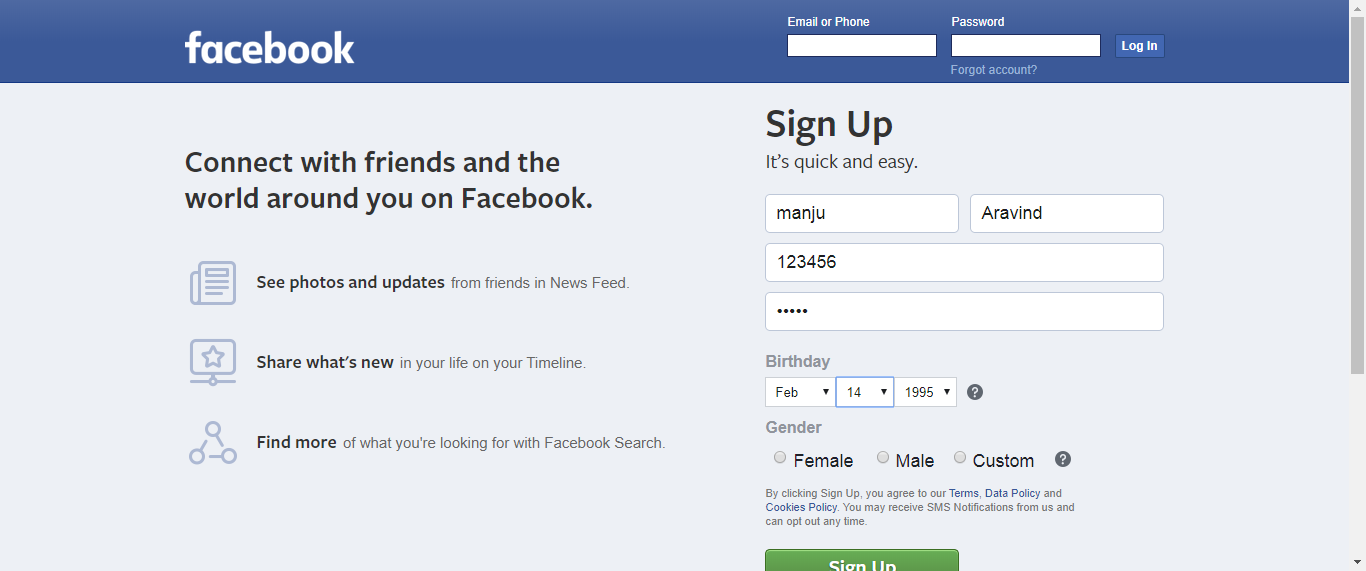 Email or Phone
Password
facebook
Log In
Forgot account?
Sign Up
It's quick and easy.
Connect with friends and the
world around you on Facebook.
manju
Aravind
123456
•••••
See photos and updates from friends in News Feed.
Share what's new in your life on your Timeline.
Find more of what you're looking for with Facebook Search.
Birthday
Feb 14 1995 ?
Gender
Female Male Custom ?
By clicking Sign Up, you agree to our Terms, Data Policy and
Cookies Policy. You may receive SMS Notifications from us and
can opt out any time.
Sign Up